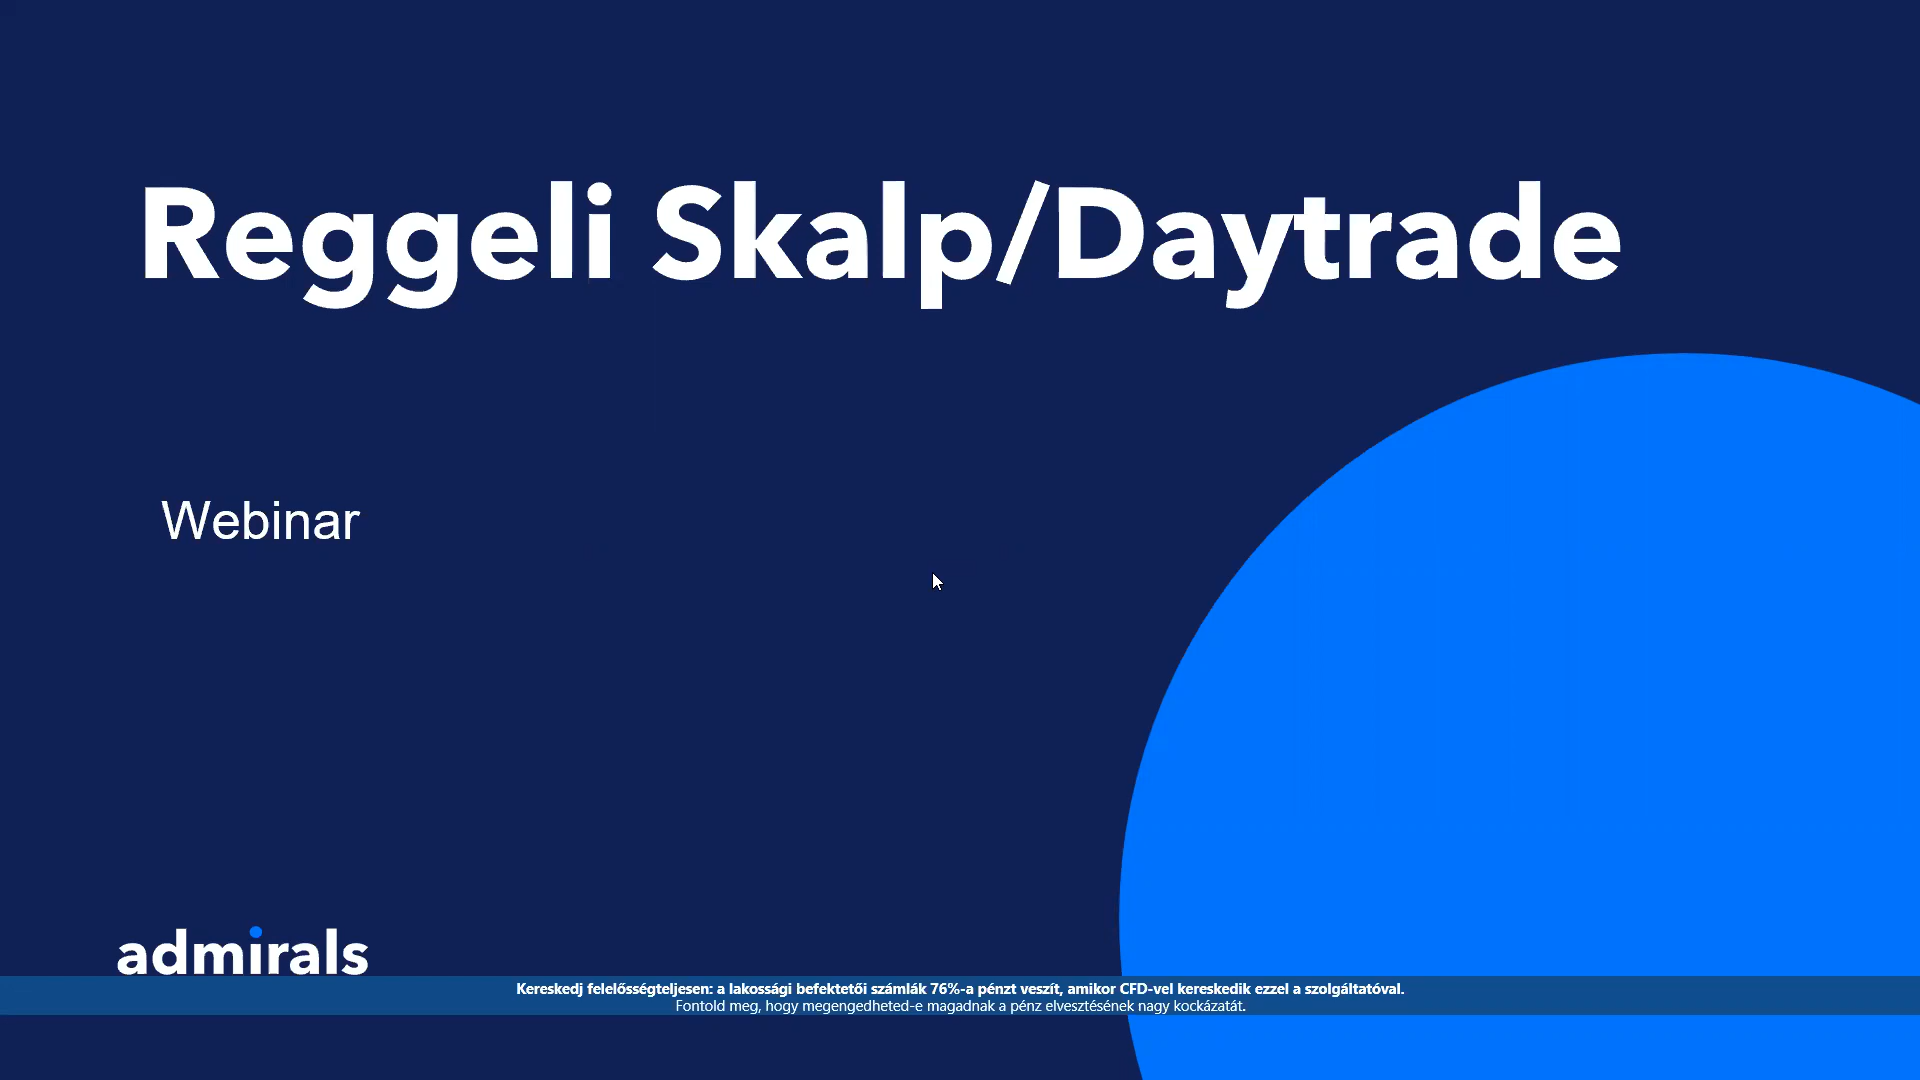 Reggeli Skalp/Daytrade
Webinar
admirals
Kereskedj felelősségteljesen: a lakossági befektetői számlák 76%-a pénzt veszít, amikor CFD-vel kereskedik ezzel a szolgáltatóval.
Fontold meg, hogy megengedheted-e magadnak a pénz elvesztésének nagy kockázatát.